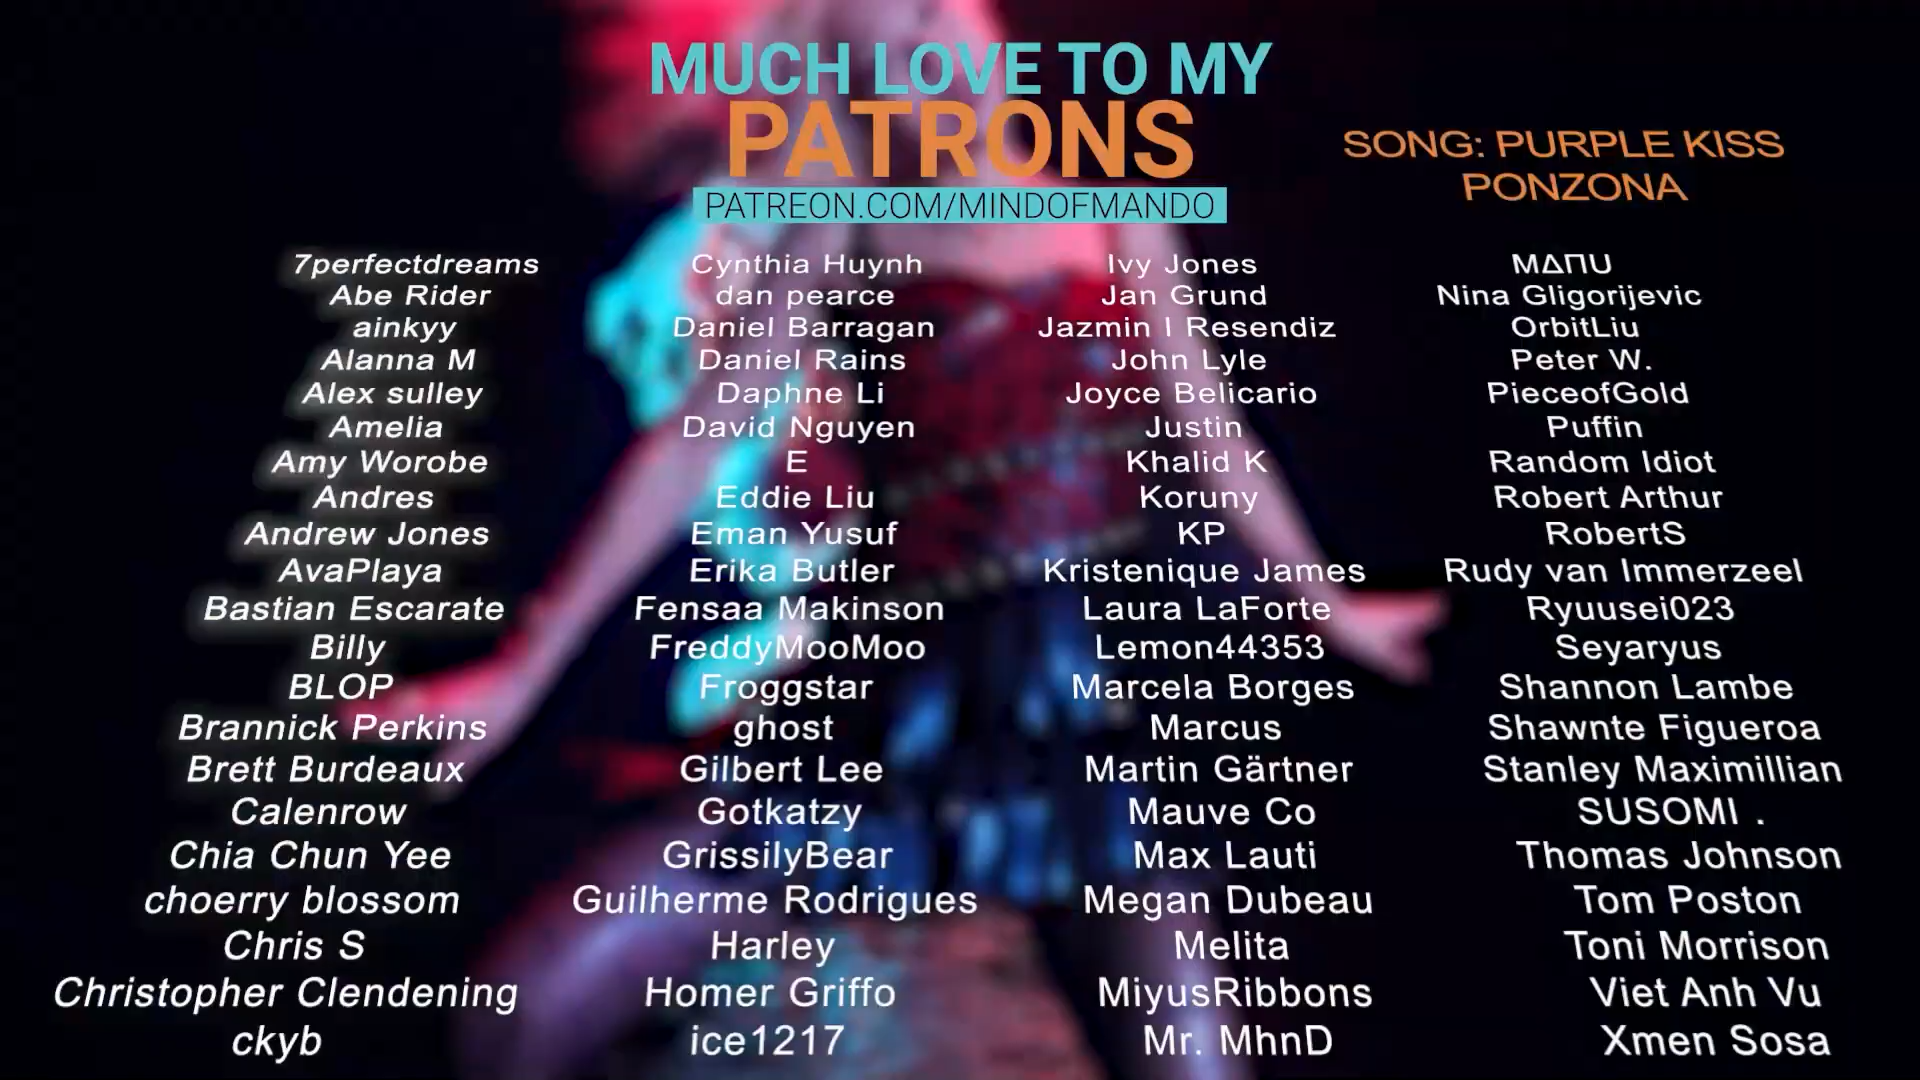 MUCH LOVE TO MY
PATRONS
PATREON.COM/MINDOFMANDO
SONG: PURPLE KISS
PONZONA
7perfectdreams
Abe Rider
ainkyy
Alanna M
Alex sulley
Amelia
Amy Worobe
Andres
Andrew Jones
AvaPlaya
Bastian Escarate
Billy
BLOP
Brannick Perkins
Brett Burdeaux
Calenrow
Chia Chun Yee
choerry blossom
Chris S
Christopher Clendening
ckyb
Cynthia Huynh
dan pearce
Daniel Barragan
Daniel Rains
Daphne Li
David Nguyen
E
Eddie Liu
Eman Yusuf
Erika Butler
Fensaa Makinson
FreddyMooMoo
Froggstar
ghost
Gilbert Lee
Gotkatzy
GrissilyBear
Guilherme Rodrigues
Harley
Homer Griffo
ice1217
Ivy Jones
Jan Grund
Jazmin I Resendiz
John Lyle
Joyce Belicario
Justin
Khalid K
Koruny
KP
Kristenique James
Laura LaForte
Lemon44353
Marcela Borges
Marcus
Martin Gärtner
Mauve Co
Max Lauti
Megan Dubeau
Melita
MiyusRibbons
Mr. MhnD
MΔΠU
Nina Gligorijevic
OrbitLiu
Peter W.
PieceofGold
Puffin
Random Idiot
Robert Arthur
RobertS
Rudy van Immerzeel
Ryuusei023
Seyaryus
Shannon Lambe
Shawnte Figueroa
Stanley Maximillian
SUSOMI .
Thomas Johnson
Tom Poston
Toni Morrison
Viet Anh Vu
Xmen Sosa